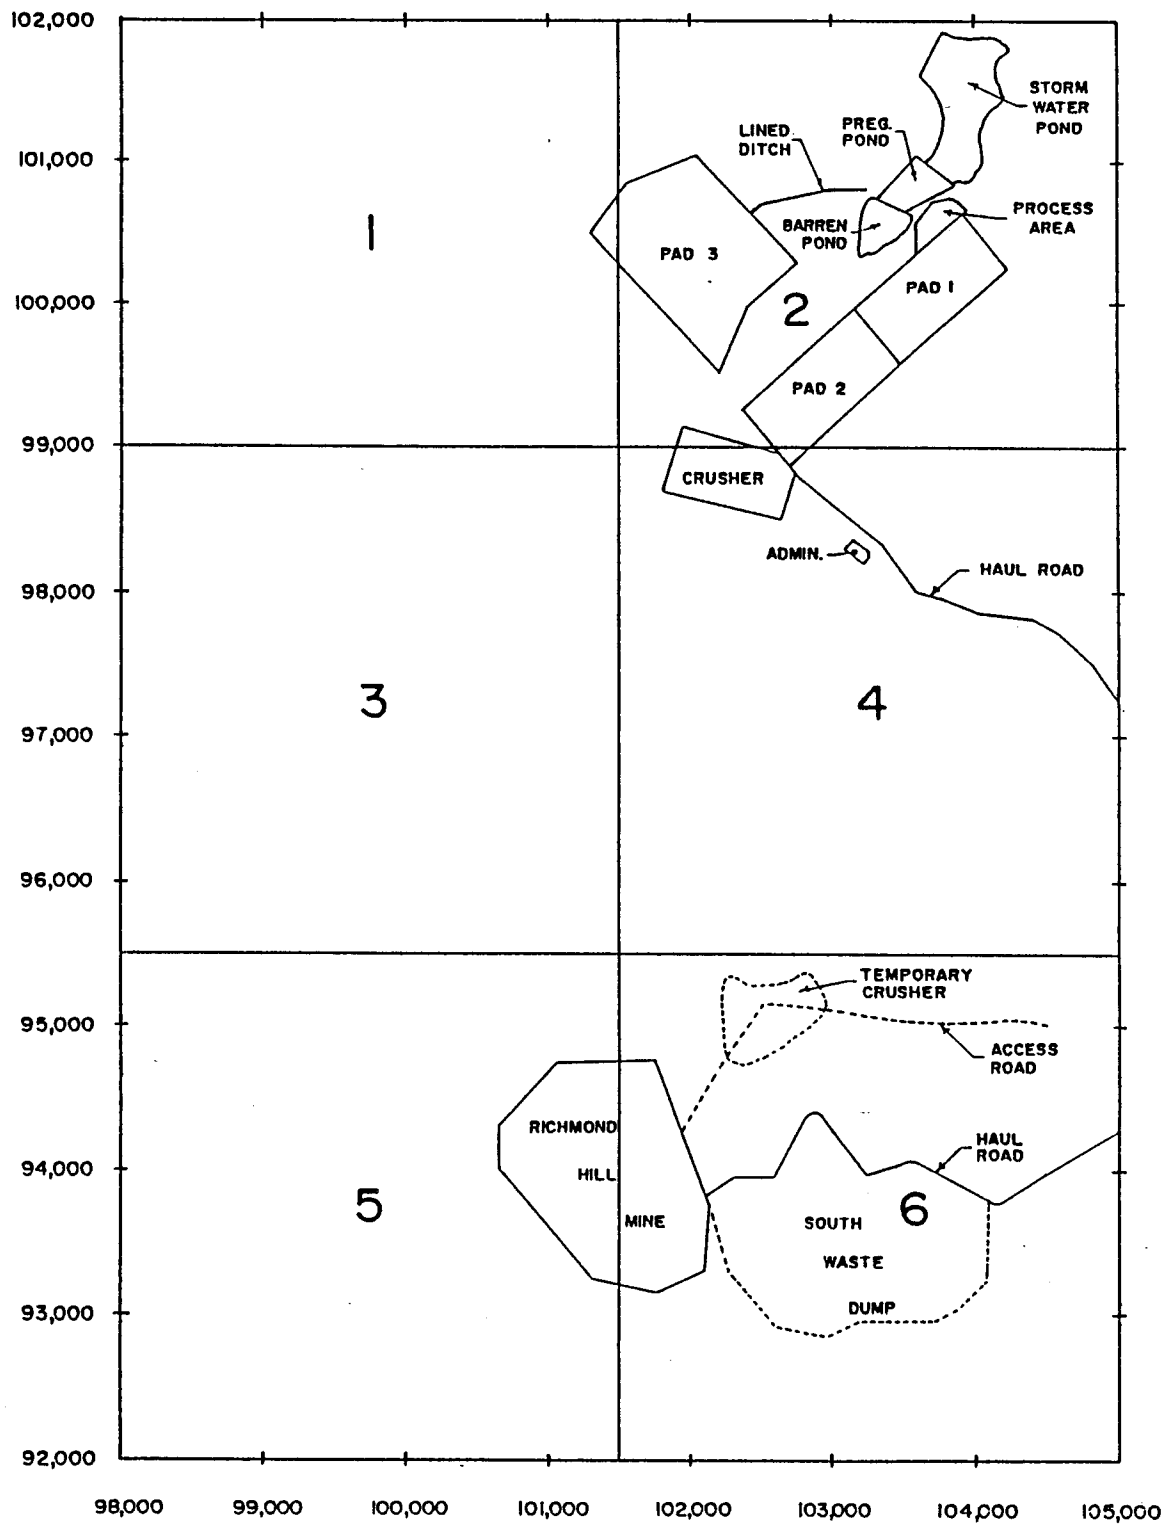 102,000
STORM
WATER
POND
PREG.
POND
LINED
DITCH
101,000
PROCESS
AREA
BARREN
POND
1
PAD 3
PAD 1
100,000
2
PAD 2
99,000
CRUSHER
ADMIN.
HAUL ROAD
98,000
3
4
97,000
96,000
TEMPORARY
CRUSHER
95,000
ACCESS
ROAD
RICHMOND
HAUL
ROAD
94,000
HILL
5
6
MINE
SOUTH
WASTE
DUMP
93,000
92,000
98,000 99,000 100,000 101,000 102,000 103,000 104,000 105,000